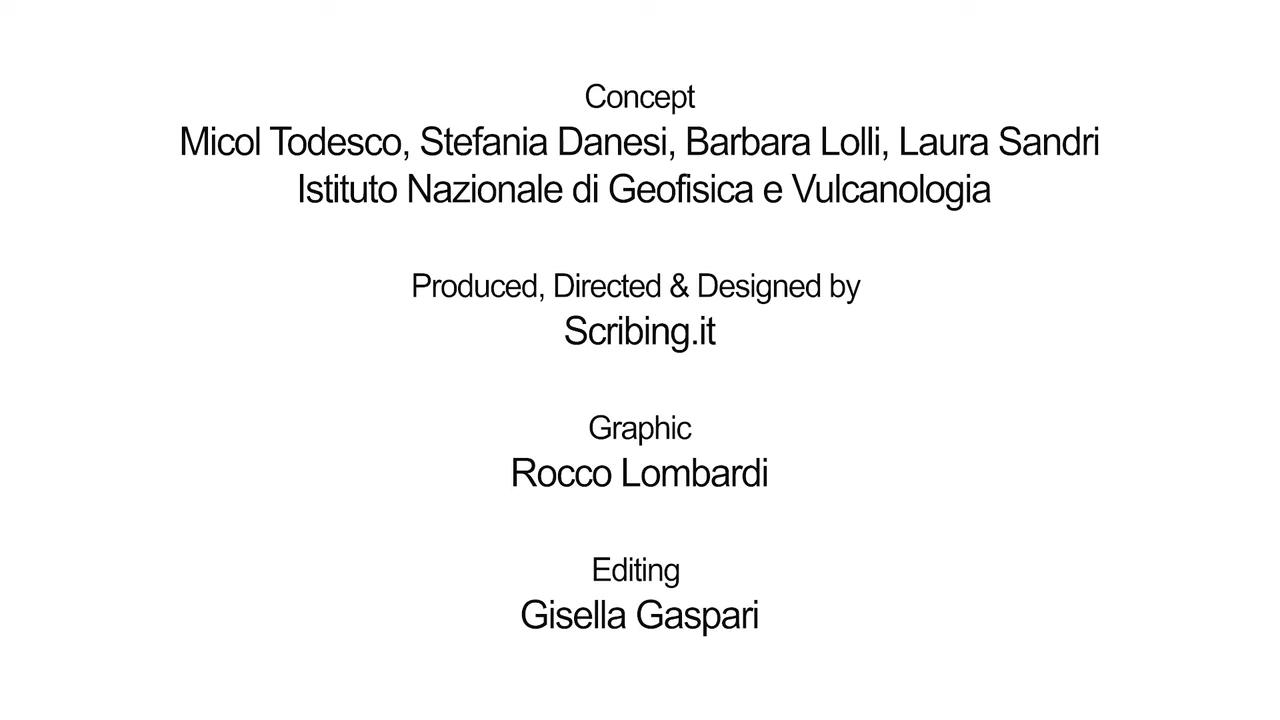 Concept
Micol Todesco, Stefania Danesi, Barbara Lolli, Laura Sandri
Istituto Nazionale di Geofisica e Vulcanologia
Produced, Directed & Designed by
Scribing.it
Graphic
Rocco Lombardi
Editing
Gisella Gaspari